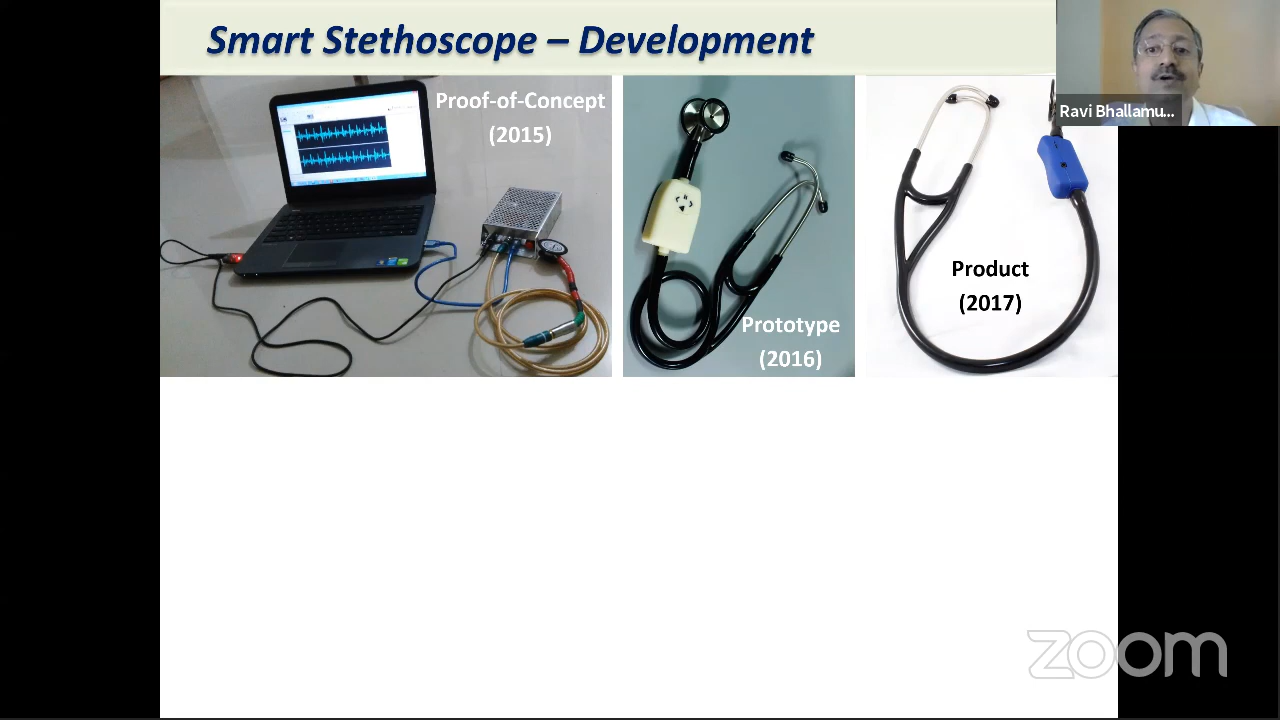 Smart Stethoscope – Development
Proof-of-Concept
(2015)
Prototype
(2016)
Product
(2017)
Ravi Bhallamu...
zoom